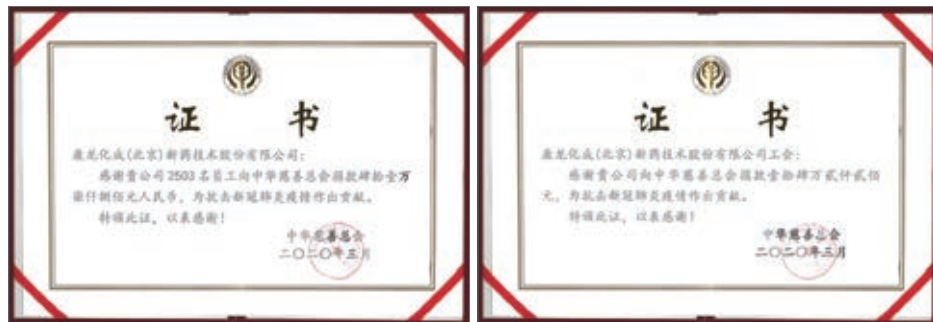 证 书
康龙化成(北京)新药技术股份有限公司:
感谢贵公司2503名员工向中华慈善总会捐款肆拾壹万
柒仟捌佰元人民币，为抗击新冠肺炎疫情作出贡献。
特颁此证，以表感谢！
中华慈善总会
二〇二〇年三月
证 书
康龙化成(北京)新药技术股份有限公司工会:
感谢贵公司向中华慈善总会捐款壹拾肆万贰仟贰佰
元，为抗击新冠肺炎疫情作出贡献。
特颁此证，以表感谢！
中华慈善总会
二〇二〇年三月